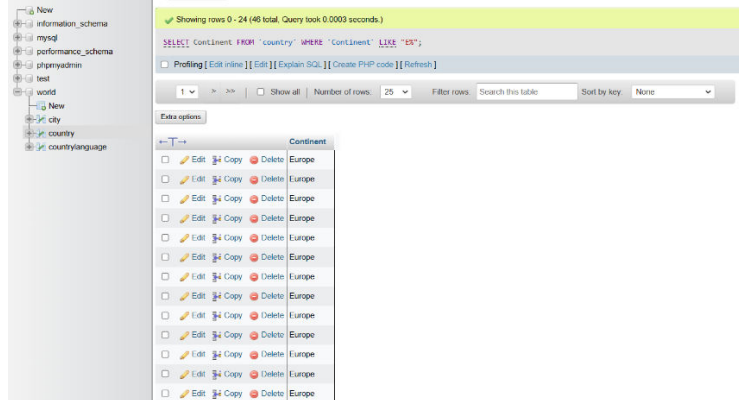 New
information_schema
mysql
performance_schema
phpmyadmin
test
world
New
city
country
countrylanguage
Showing rows 0 - 24 (46 total, Query took 0.0003 seconds.)
SELECT Continent FROM `country` WHERE `Continent` LIKE "E%";
Profiling [ Edit inline ] [ Edit ] [ Explain SQL ] [ Create PHP code ] [ Refresh ]
1 > >> | Show all | Number of rows: 25 Filter rows: Search this table Sort by key: None
Extra options
←T→ Continent
Edit Copy Delete Europe
Edit Copy Delete Europe
Edit Copy Delete Europe
Edit Copy Delete Europe
Edit Copy Delete Europe
Edit Copy Delete Europe
Edit Copy Delete Europe
Edit Copy Delete Europe
Edit Copy Delete Europe
Edit Copy Delete Europe
Edit Copy Delete Europe
Edit Copy Delete Europe
Edit Copy Delete Europe